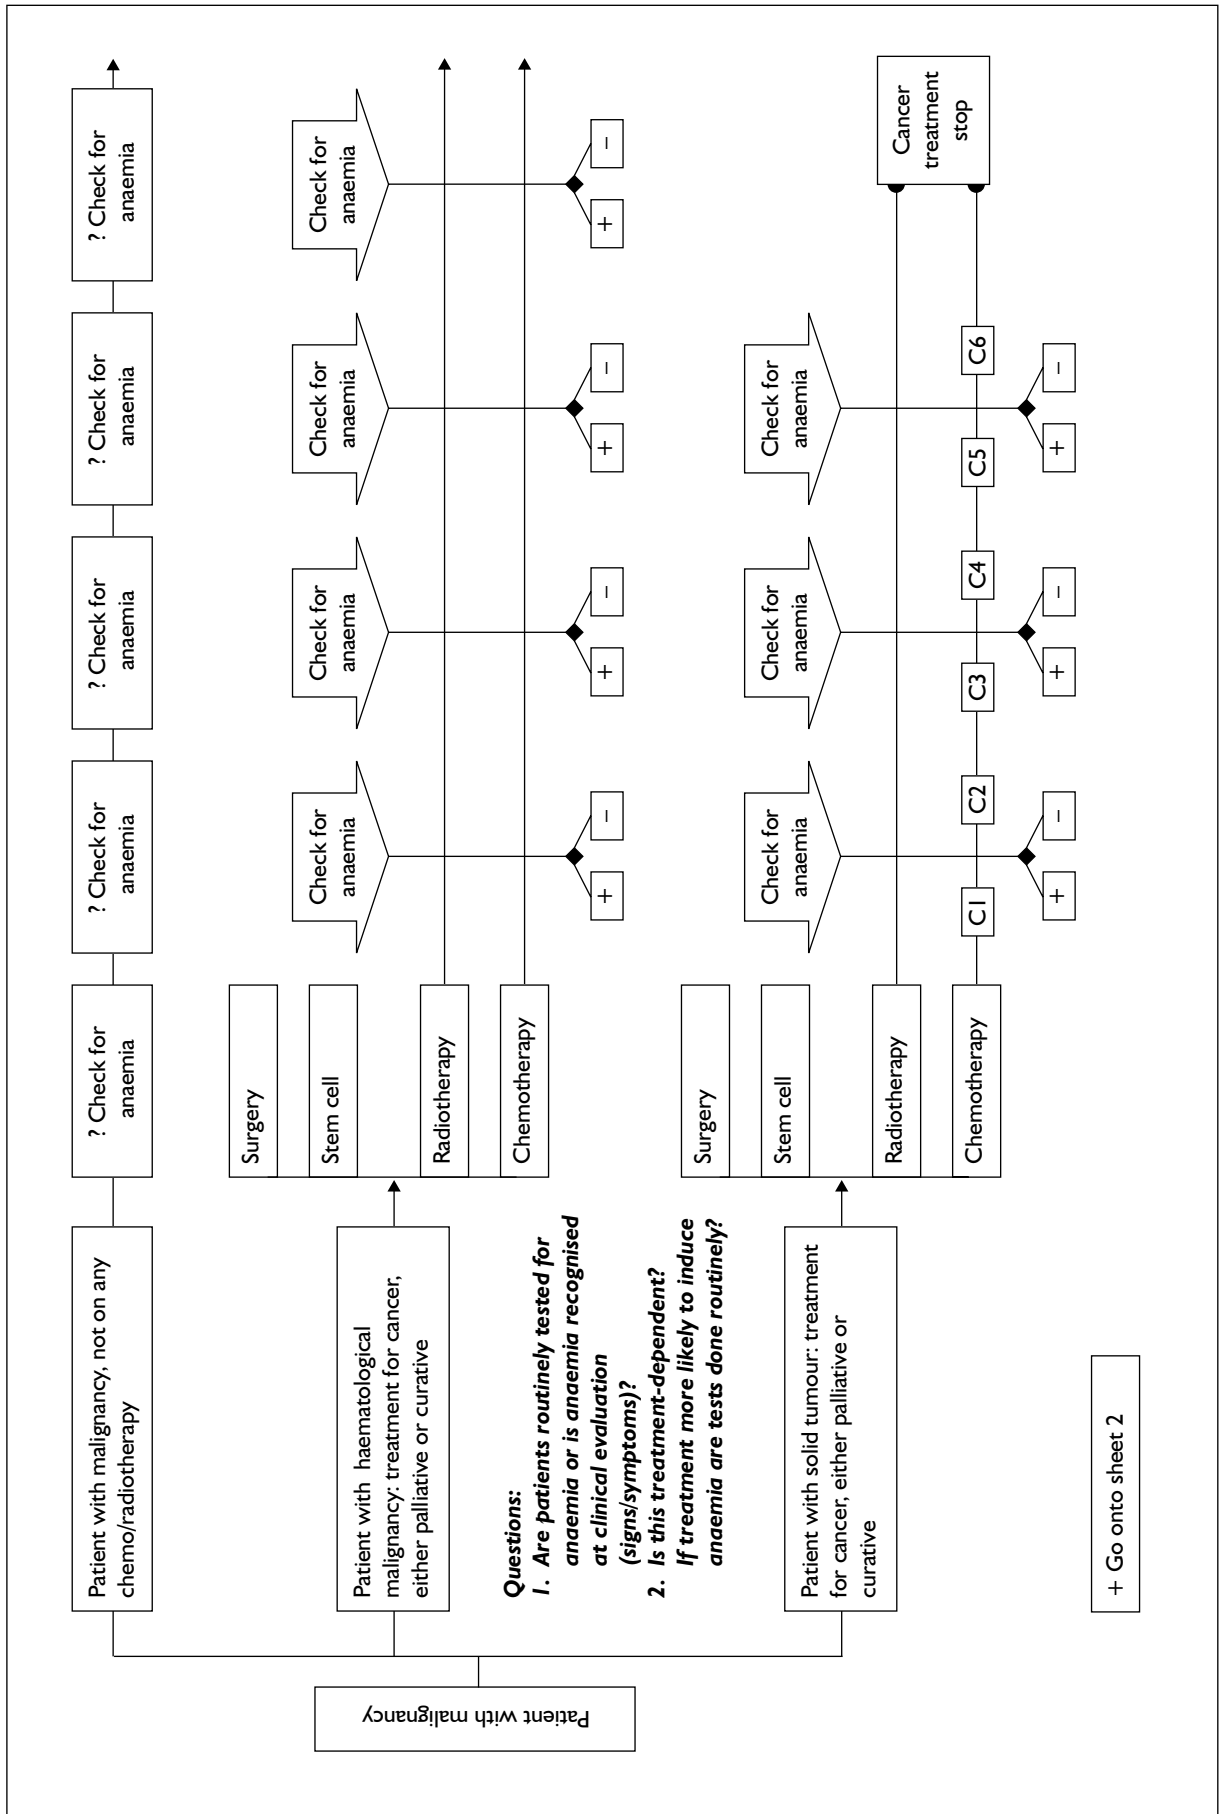 Patient with malignancy
Patient with malignancy, not on any
chemo/radiotherapy
? Check for
anaemia
? Check for
anaemia
? Check for
anaemia
? Check for
anaemia
? Check for
anaemia
Patient with haematological
malignancy: treatment for cancer,
either palliative or curative
Surgery
Stem cell
Radiotherapy
Chemotherapy
Check for
anaemia
+
–
Check for
anaemia
+
–
Check for
anaemia
+
–
Check for
anaemia
+
–
Questions:
1. Are patients routinely tested for
anaemia or is anaemia recognised
at clinical evaluation
(signs/symptoms)?
2. Is this treatment-dependent?
If treatment more likely to induce
anaemia are tests done routinely?
Patient with solid tumour: treatment
for cancer, either palliative or
curative
Surgery
Stem cell
Radiotherapy
Chemotherapy
Check for
anaemia
Check for
anaemia
Check for
anaemia
C1
C2
C3
C4
C5
C6
+
–
+
–
+
–
Cancer
treatment
stop
+ Go onto sheet 2